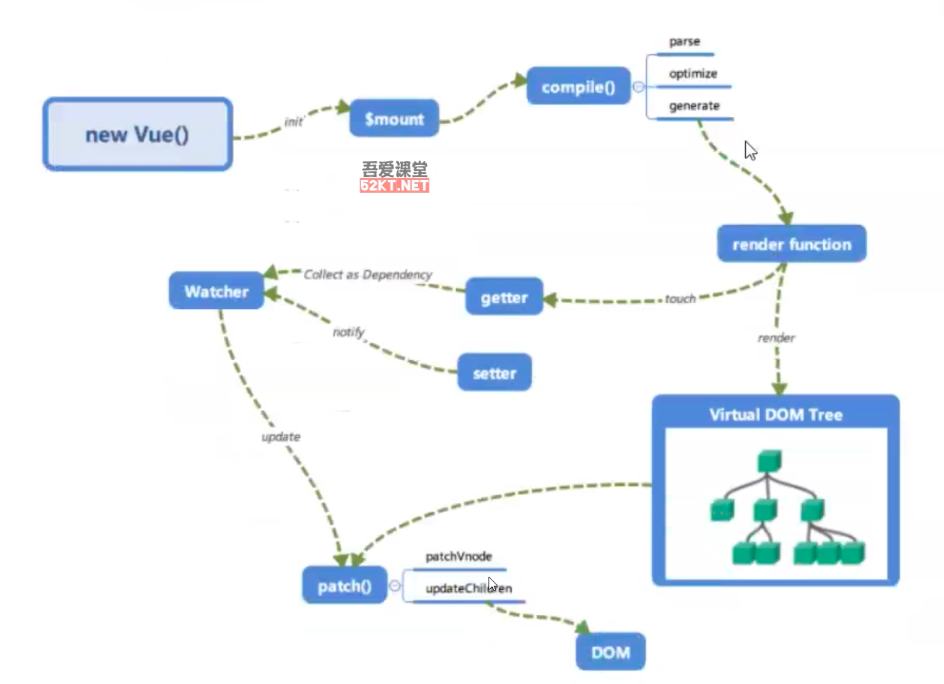 parse
optimize
compile()
generate
$mount
init
new Vue()
吾爱课堂
52KT.NET
render function
Collect as Dependency
Watcher
getter
touch
notify
render
setter
Virtual DOM Tree
update
patchVnode
patch()
updateChildren
DOM